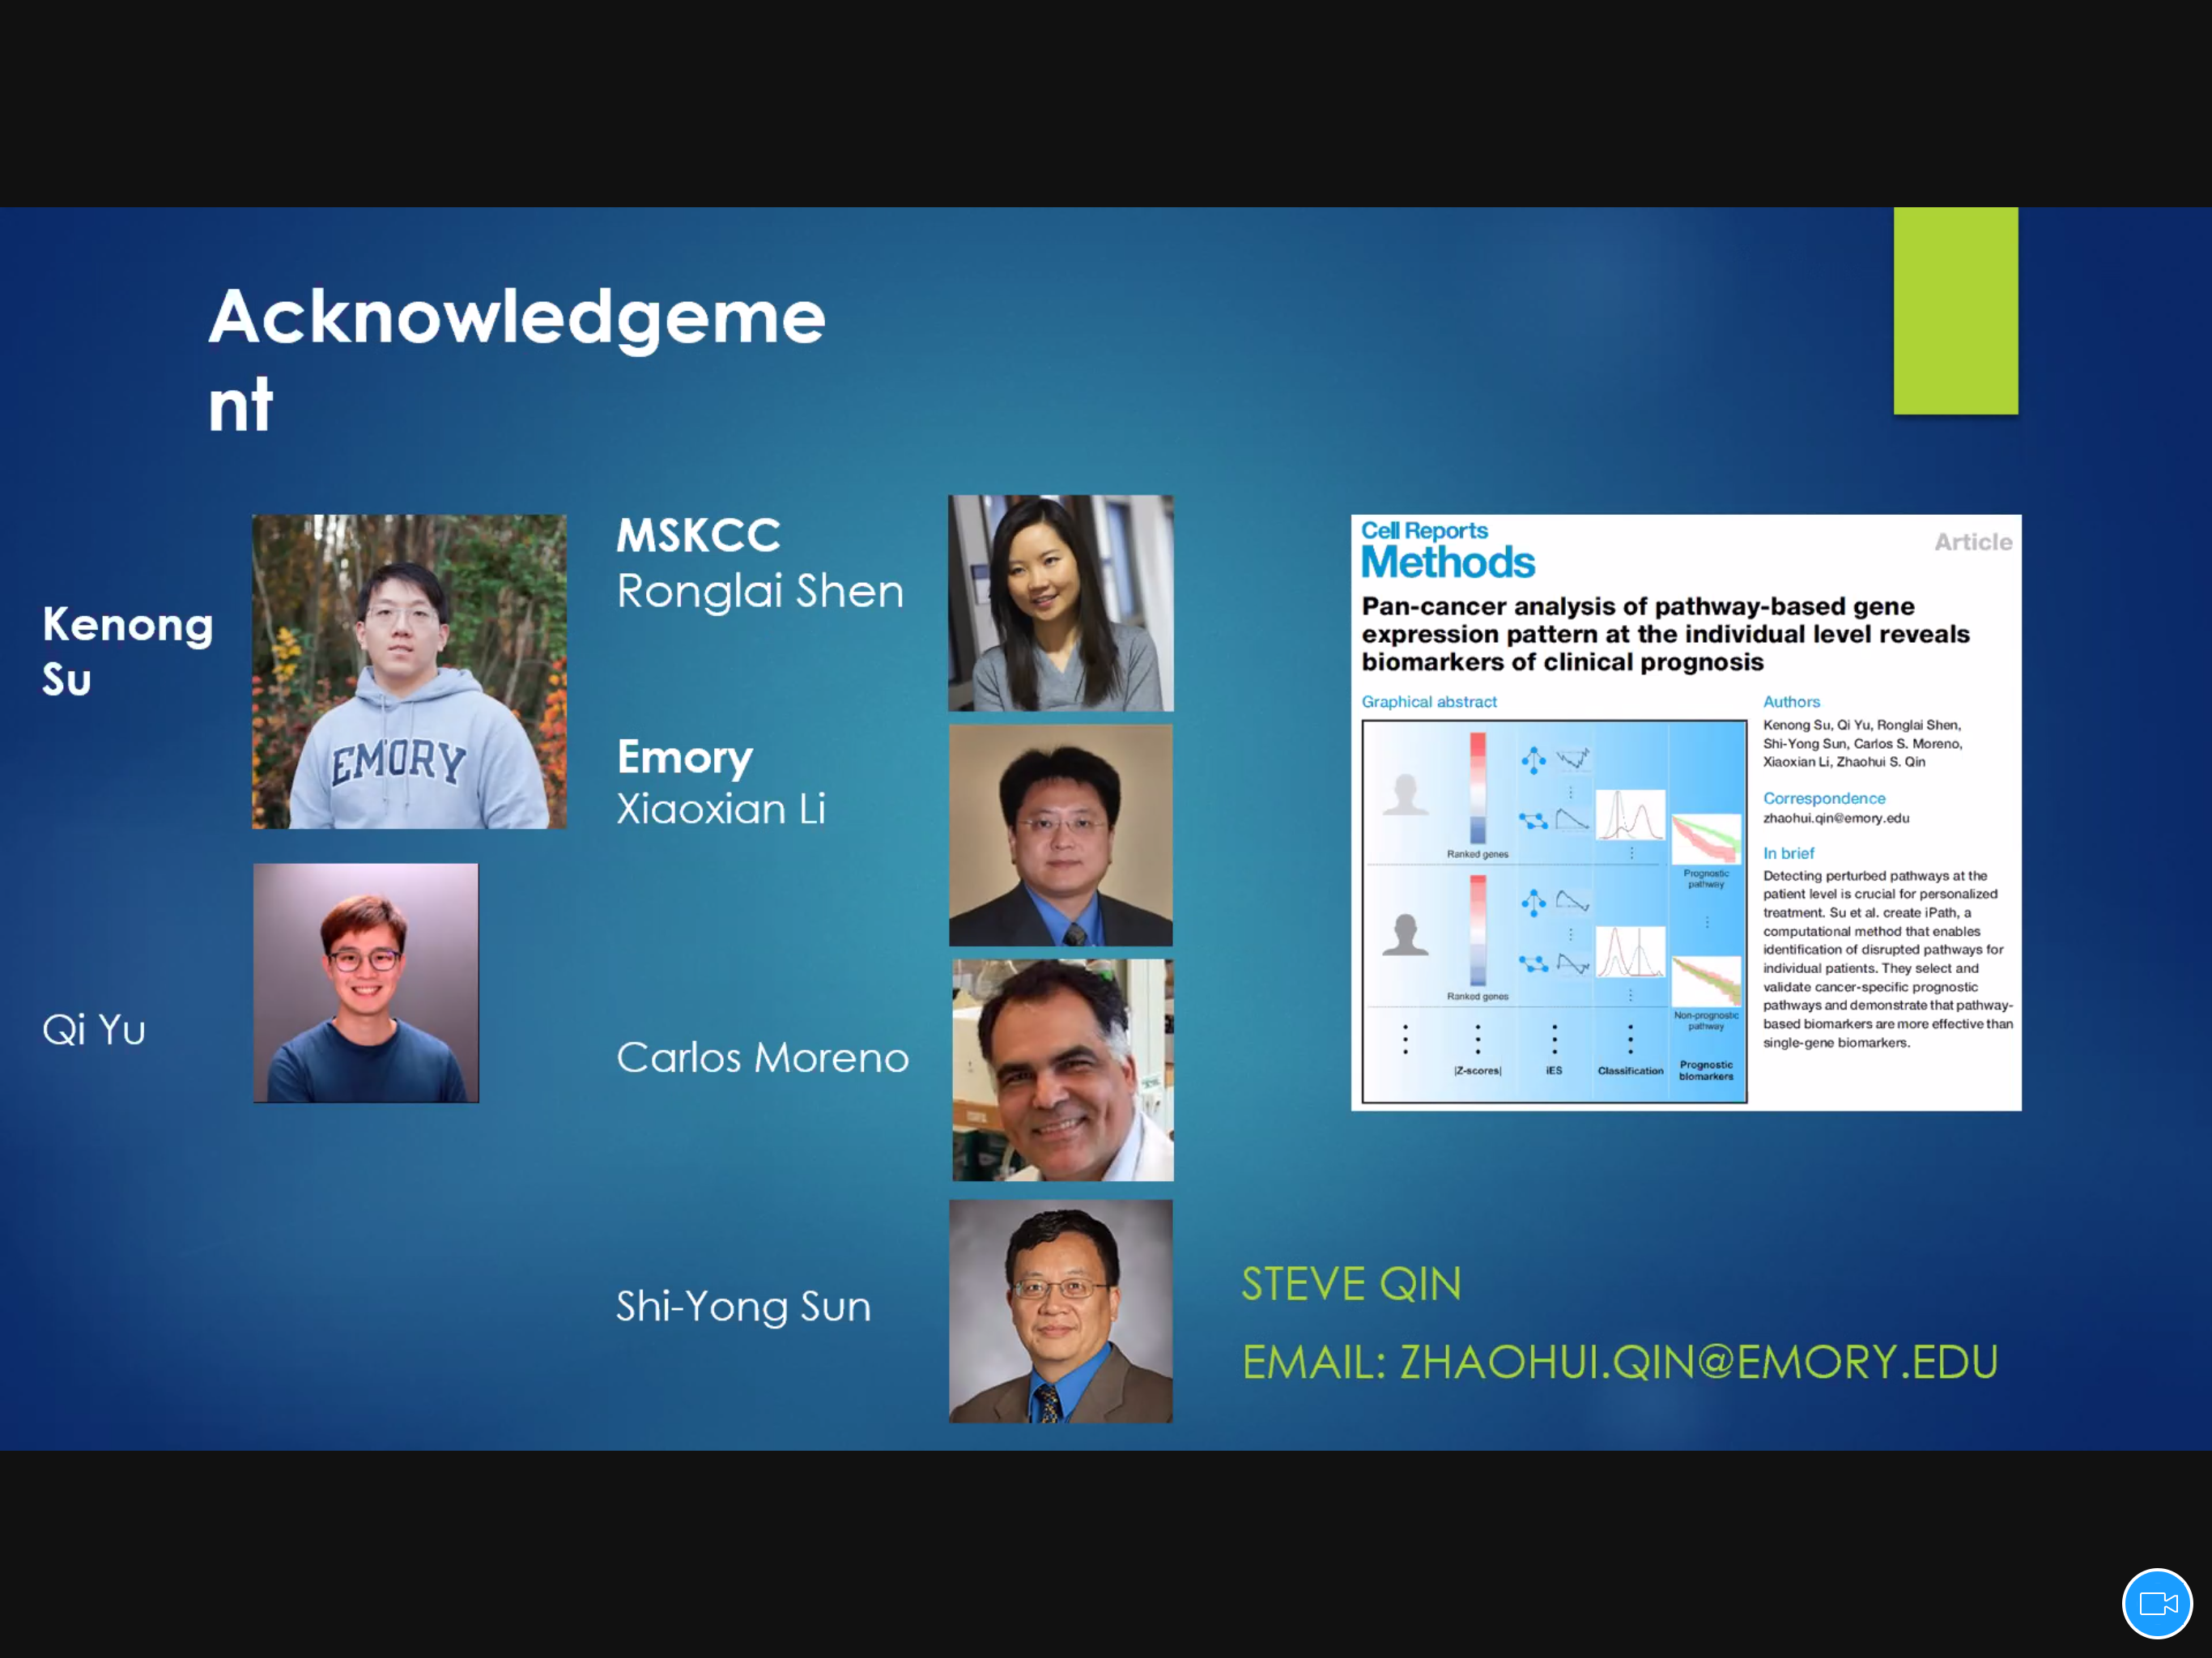 Acknowledgeme
nt
Kenong
Su
EMORY
Qi Yu
MSKCC
Ronglai Shen
Emory
Xiaoxian Li
Carlos Moreno
Shi-Yong Sun
Cell Reports
Methods
Article
Pan-cancer analysis of pathway-based gene
expression pattern at the individual level reveals
biomarkers of clinical prognosis
Graphical abstract
Ranked genes
Prognostic
pathway
Ranked genes
Non-prognostic
pathway
|Z-scores|
iES
Classification
Prognostic
biomarkers
Authors
Kenong Su, Qi Yu, Ronglai Shen,
Shi-Yong Sun, Carlos S. Moreno,
Xiaoxian Li, Zhaohui S. Qin
Correspondence
zhaohui.qin@emory.edu
In brief
Detecting perturbed pathways at the
patient level is crucial for personalized
treatment. Su et al. create iPath, a
computational method that enables
identification of disrupted pathways for
individual patients. They select and
validate cancer-specific prognostic
pathways and demonstrate that pathway-
based biomarkers are more effective than
single-gene biomarkers.
STEVE QIN
EMAIL: ZHAOHUI.QIN@EMORY.EDU